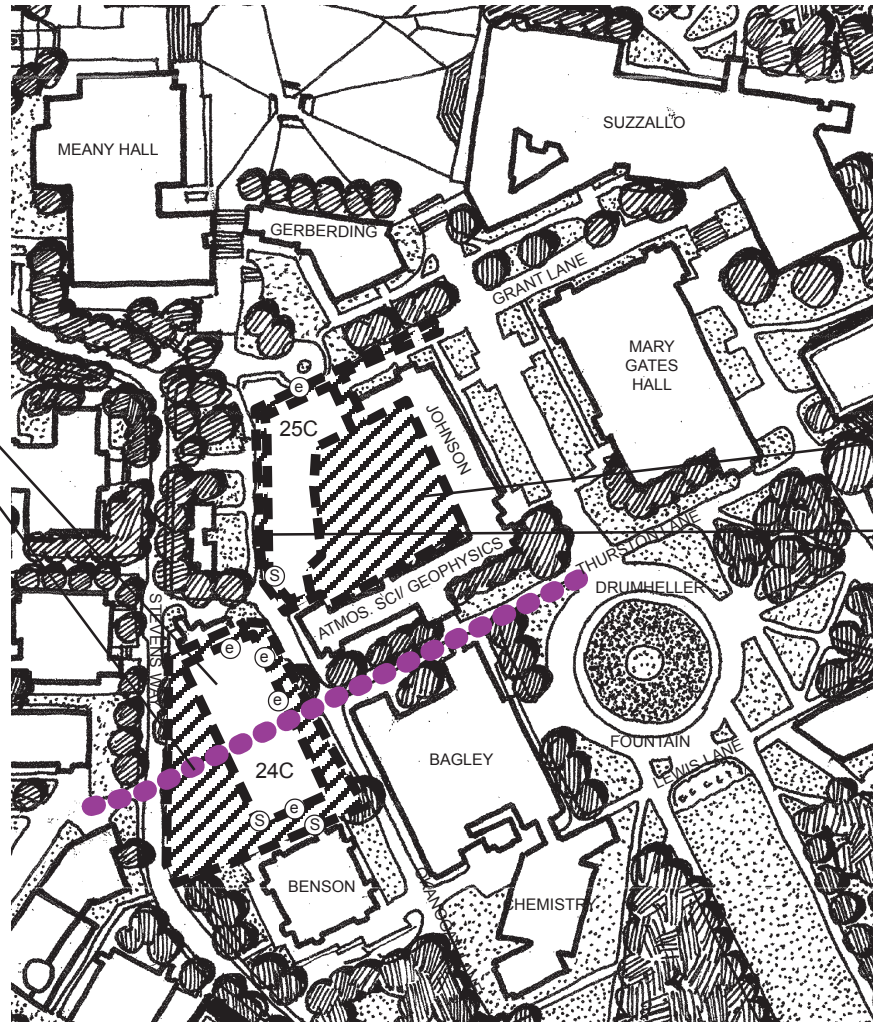 SUZZALLO
MEANY HALL
GERBERDING
GRANT LANE
MARY
GATES
HALL
e
25C
JOHNSON
THURSTON LANE
ATMOS. SCI/ GEOPHYSICS
S
DRUMHELLER
STEVENS WAY
e
e
e
FOUNTAIN
LEWIS LANE
BAGLEY
24C
e
S
S
BENSON
CHEMISTRY